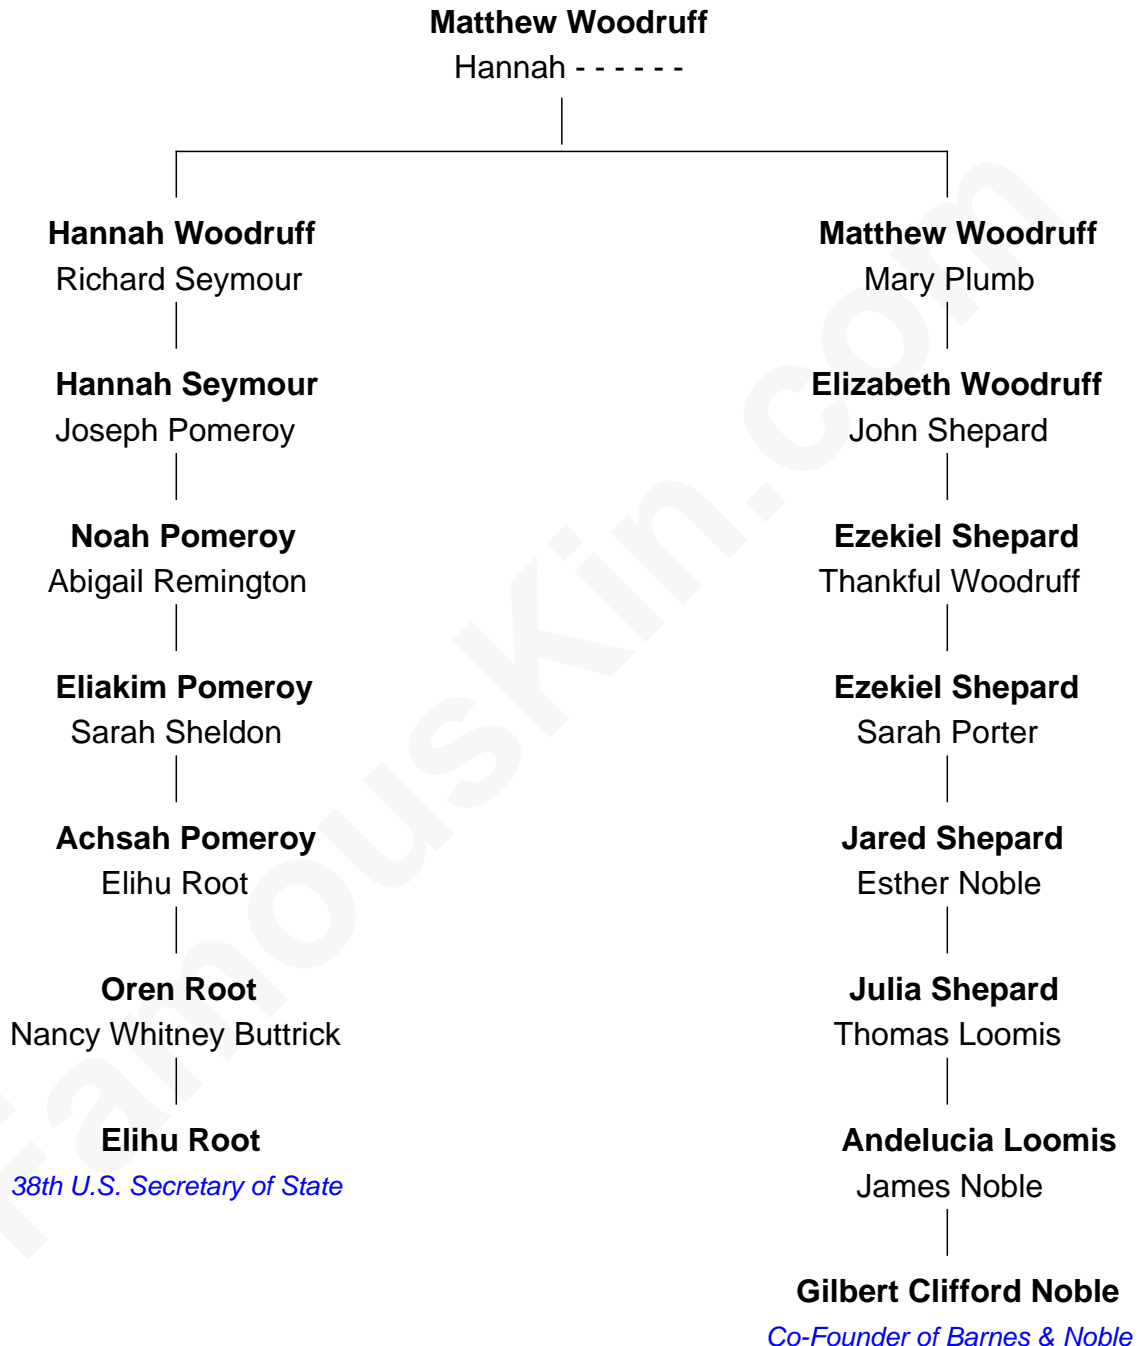 Matthew Woodruff
Hannah - - - - - -
Hannah Woodruff
Richard Seymour
Matthew Woodruff
Mary Plumb
Hannah Seymour
Joseph Pomeroy
Elizabeth Woodruff
John Shepard
Noah Pomeroy
Abigail Remington
Ezekiel Shepard
Thankful Woodruff
Eliakim Pomeroy
Sarah Sheldon
Ezekiel Shepard
Sarah Porter
Achsah Pomeroy
Elihu Root
Jared Shepard
Esther Noble
Oren Root
Nancy Whitney Buttrick
Julia Shepard
Thomas Loomis
Elihu Root
38th U.S. Secretary of State
Andelucia Loomis
James Noble
Gilbert Clifford Noble
Co-Founder of Barnes & Noble
FamousKin.com